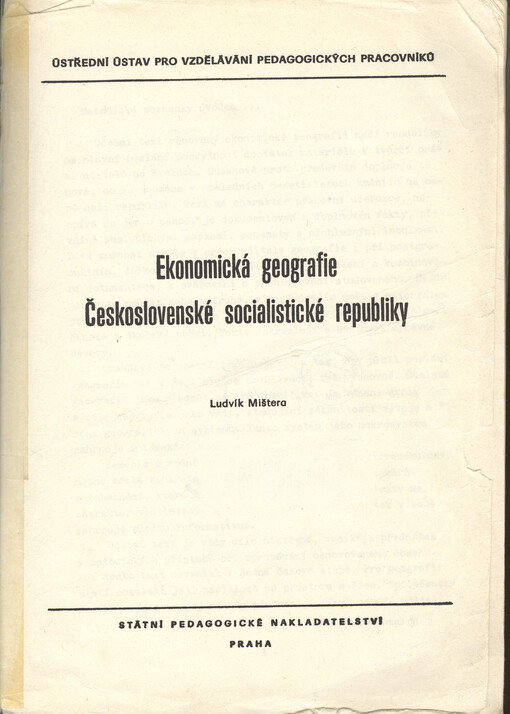 ÚSTŘEDNÍ ÚSTAV PRO VZDĚLÁVÁNÍ PEDAGOGICKÝCH PRACOVNÍKŮ
Ekonomická geografie
Československé socialistické republiky
Ludvík Mištera
STÁTNÍ PEDAGOGICKÉ NAKLADATELSTVÍ
PRAHA